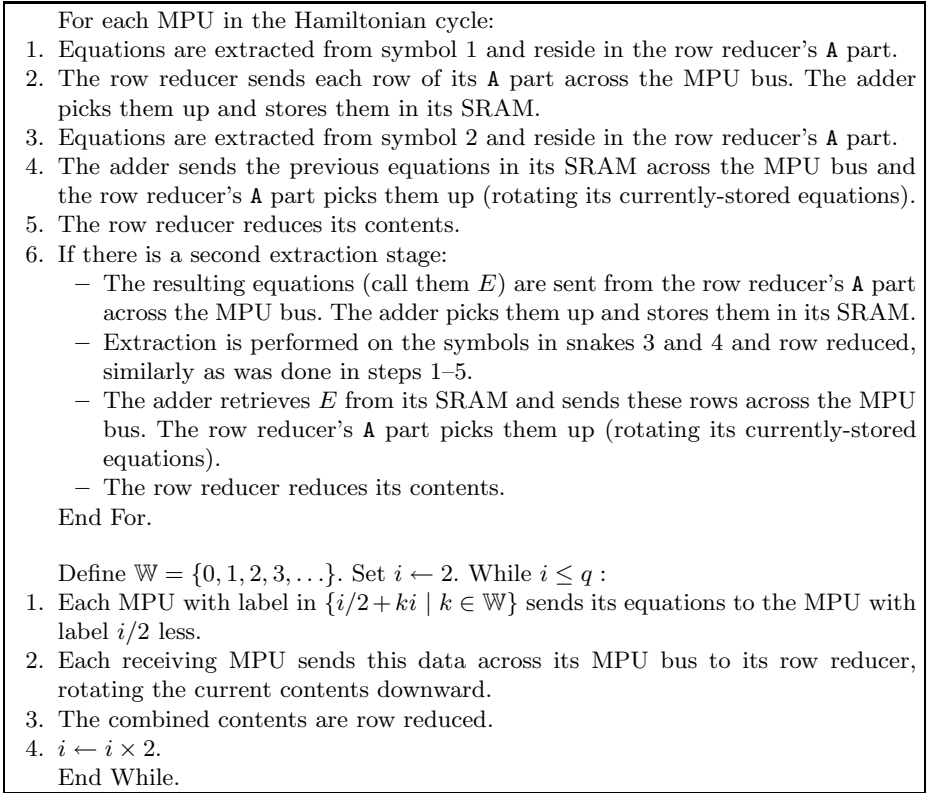 For each MPU in the Hamiltonian cycle:
1. Equations are extracted from symbol 1 and reside in the row reducer's A part.
2. The row reducer sends each row of its A part across the MPU bus. The adder
picks them up and stores them in its SRAM.
3. Equations are extracted from symbol 2 and reside in the row reducer's A part.
4. The adder sends the previous equations in its SRAM across the MPU bus and
the row reducer's A part picks them up (rotating its currently-stored equations).
5. The row reducer reduces its contents.
6. If there is a second extraction stage:
– The resulting equations (call them E) are sent from the row reducer's A part
across the MPU bus. The adder picks them up and stores them in its SRAM.
– Extraction is performed on the symbols in snakes 3 and 4 and row reduced,
similarly as was done in steps 1–5.
– The adder retrieves E from its SRAM and sends these rows across the MPU
bus. The row reducer's A part picks them up (rotating its currently-stored
equations).
– The row reducer reduces its contents.
End For.
Define 𝕎 = {0, 1, 2, 3, . . .}. Set i ← 2. While i ≤ q :
1. Each MPU with label in {i/2 + ki | k ∈ 𝕎} sends its equations to the MPU with
label i/2 less.
2. Each receiving MPU sends this data across its MPU bus to its row reducer,
rotating the current contents downward.
3. The combined contents are row reduced.
4. i ← i × 2.
End While.